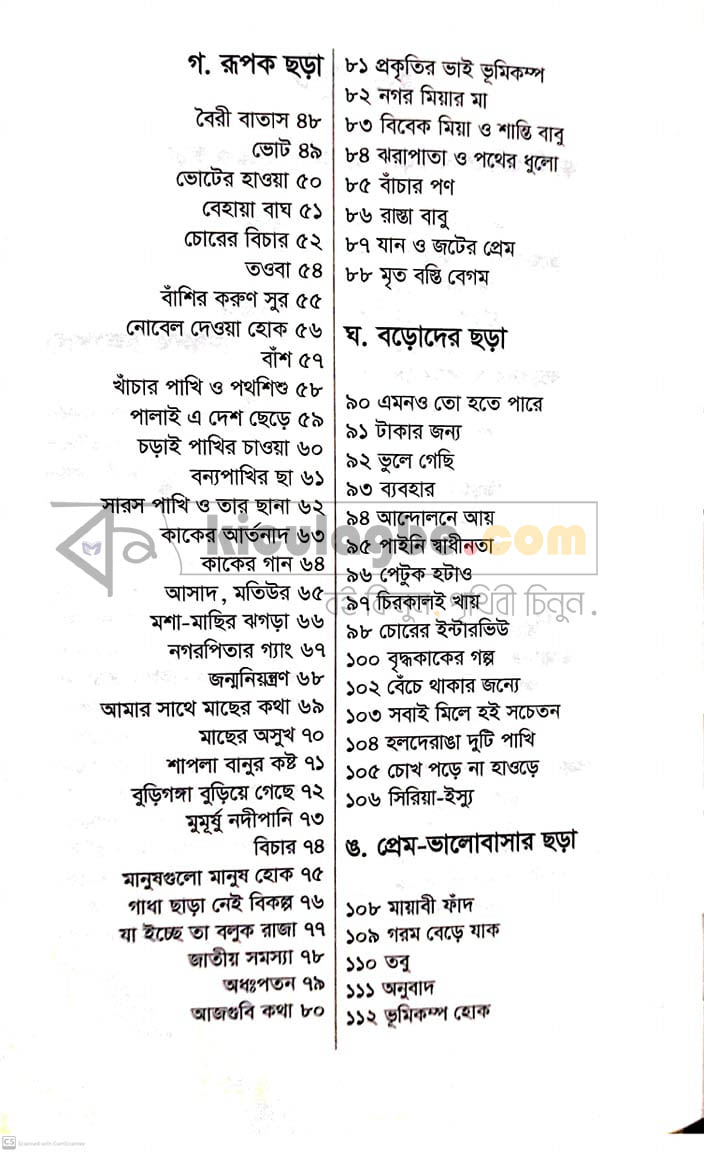 গ. রূপক ছড়া
বৈরী বাতাস ৪৮
ভোট ৪৯
ভোটের হাওয়া ৫০
বেহায়া বাঘ ৫১
চোরের বিচার ৫২
তওবা ৫৪
বাঁশির করুণ সুর ৫৫
নোবেল দেওয়া হোক ৫৬
বাঁশ ৫৭
খাঁচার পাখি ও পথশিশু ৫৮
পালাই এ দেশ ছেড়ে ৫৯
চড়াই পাখির চাওয়া ৬০
বন্যপাখির ছা ৬১
সারস পাখি ও তার ছানা ৬২
কাকের আর্তনাদ ৬৩
কাকের গান ৬৪
আসাদ, মতিউর ৬৫
মশা-মাছির ঝগড়া ৬৬
নগরপিতার গ্যাং ৬৭
জন্মনিয়ন্ত্রণ ৬৮
আমার সাথে মাছের কথা ৬৯
মাছের অসুখ ৭০
শাপলা বানুর কষ্ট ৭১
বুড়িগঙ্গা বুড়িয়ে গেছে ৭২
মুমূর্ষু নদীপানি ৭৩
বিচার ৭৪
মানুষগুলো মানুষ হোক ৭৫
গাধা ছাড়া নেই বিকল্প ৭৬
যা ইচ্ছে তা বলুক রাজা ৭৭
জাতীয় সমস্যা ৭৮
অধঃপতন ৭৯
আজগুবি কথা ৮০
৮১ প্রকৃতির ভাই ভূমিকম্প
৮২ নগর মিয়ার মা
৮৩ বিবেক মিয়া ও শান্তি বাবু
৮৪ ঝরাপাতা ও পথের ধুলো
৮৫ বাঁচার পণ
৮৬ রাস্তা বাবু
৮৭ যান ও জটের প্রেম
৮৮ মৃত বস্তি বেগম
ঘ. বড়োদের ছড়া
৯০ এমনও তো হতে পারে
৯১ টাকার জন্য
৯২ ভুলে গেছি
৯৩ ব্যবহার
৯৪ আন্দোলনে আয়
৯৫ পাইনি স্বাধীনতা
৯৬ পেটুক হটাও
৯৭ চিরকালই খায়
৯৮ চোরের ইন্টারভিউ
১০০ বৃদ্ধকাকের গল্প
১০২ বেঁচে থাকার জন্যে
১০৩ সবাই মিলে হই সচেতন
১০৪ হলদেরাঙা দুটি পাখি
১০৫ চোখ পড়ে না হাওড়ে
১০৬ সিরিয়া-ইস্যু
ঙ. প্রেম-ভালোবাসার ছড়া
১০৮ মায়াবী ফাঁদ
১০৯ গরম বেড়ে যাক
১১০ তবু
১১১ অনুবাদ
১১২ ভূমিকম্প হোক
বই কিনুন, পৃথিবী চিনুন.
CS Scanned with CamScanner